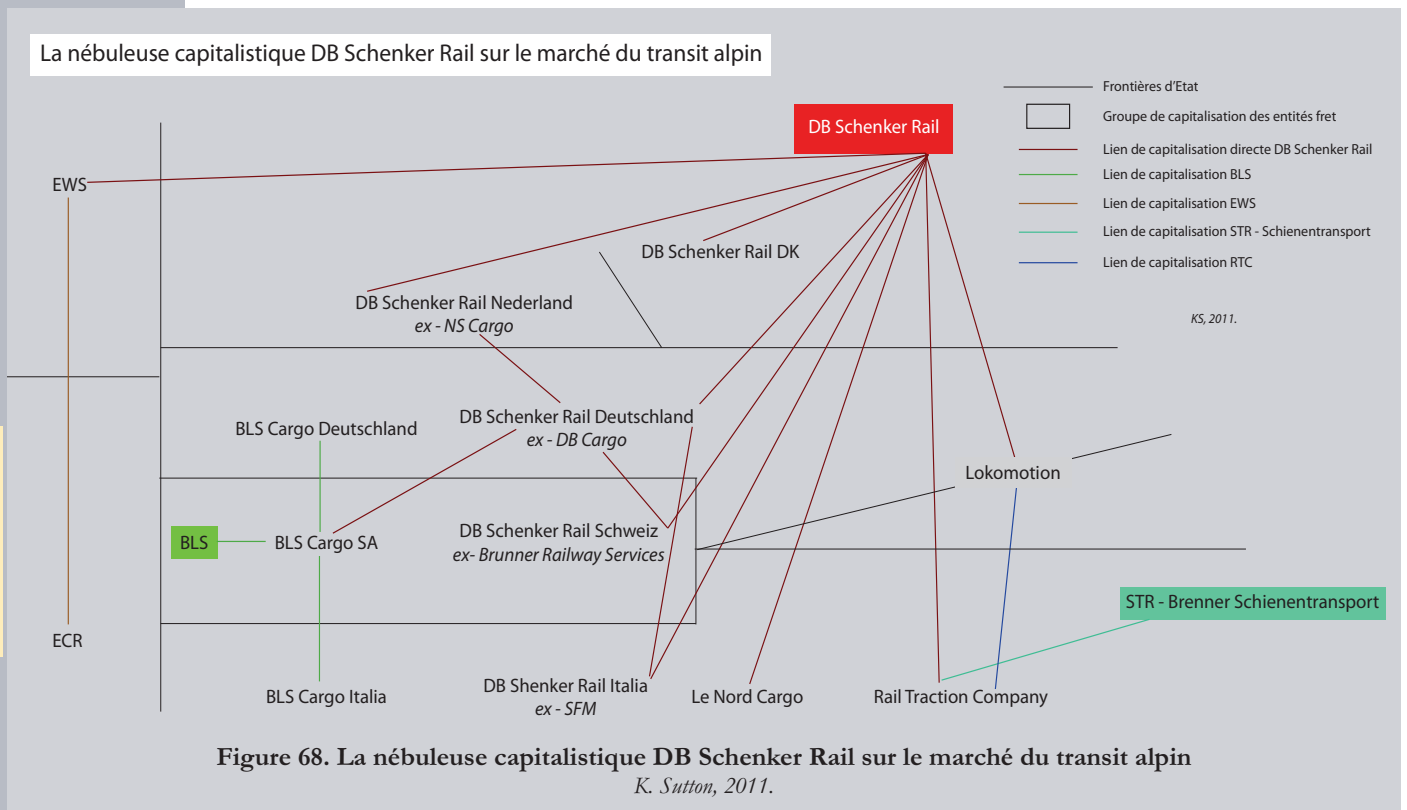 La nébuleuse capitalistique DB Schenker Rail sur le marché du transit alpin
DB Schenker Rail
Frontières d'Etat
Groupe de capitalisation des entités fret
Lien de capitalisation directe DB Schenker Rail
Lien de capitalisation BLS
Lien de capitalisation EWS
Lien de capitalisation STR - Schienentransport
Lien de capitalisation RTC
KS, 2011.
EWS
DB Schenker Rail DK
DB Schenker Rail Nederland
ex - NS Cargo
BLS Cargo Deutschland
DB Schenker Rail Deutschland
ex - DB Cargo
Lokomotion
BLS
BLS Cargo SA
DB Schenker Rail Schweiz
ex- Brunner Railway Services
STR - Brenner Schienentransport
ECR
BLS Cargo Italia
DB Shenker Rail Italia
ex - SFM
Le Nord Cargo
Rail Traction Company
Figure 68. La nébuleuse capitalistique DB Schenker Rail sur le marché du transit alpin
K. Sutton, 2011.